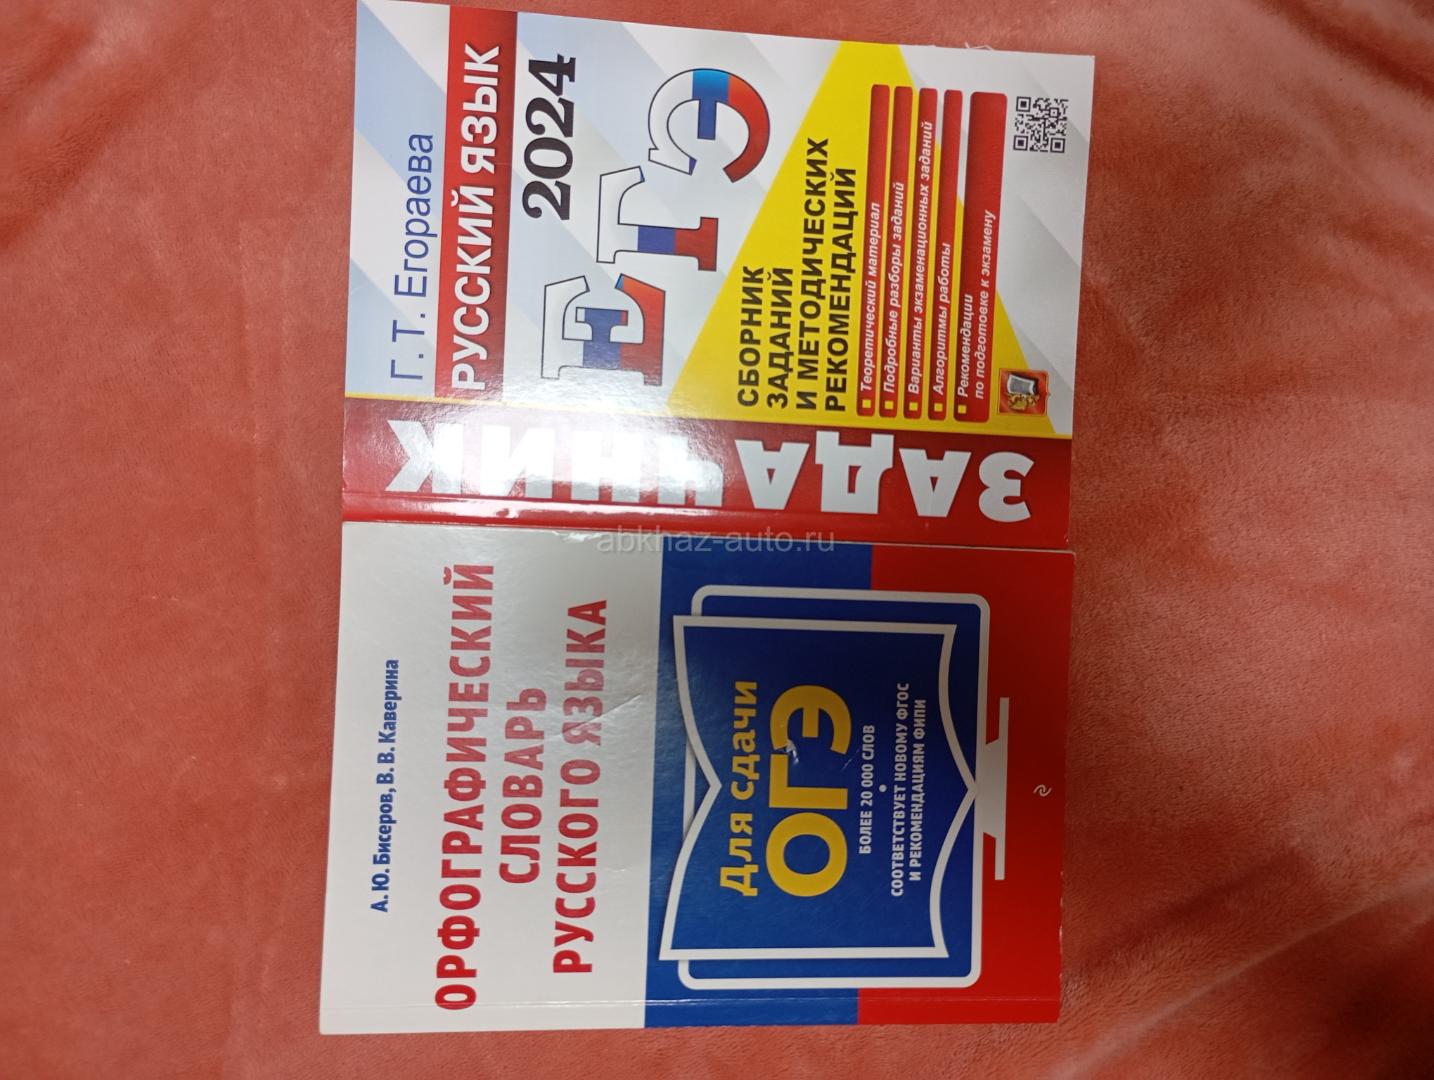 Г. Т. Егораева
РУССКИЙ ЯЗЫК
2024
ЕГЭ
СБОРНИК
ЗАДАНИЙ
И МЕТОДИЧЕСКИХ
РЕКОМЕНДАЦИЙ
Теоретический материал
Подробные разборы заданий
Варианты экзаменационных заданий
Алгоритмы работы
Рекомендации
по подготовке к экзамену
ЗАДАЧНИК
abkhaz-auto.ru
А. Ю. Бисеров, В. В. Каверина
ОРФОГРАФИЧЕСКИЙ
СЛОВАРЬ
РУССКОГО ЯЗЫКА
Для сдачи
ОГЭ
БОЛЕЕ 20 000 СЛОВ
•
СООТВЕТСТВУЕТ НОВОМУ ФГОС
И РЕКОМЕНДАЦИЯМ ФИПИ